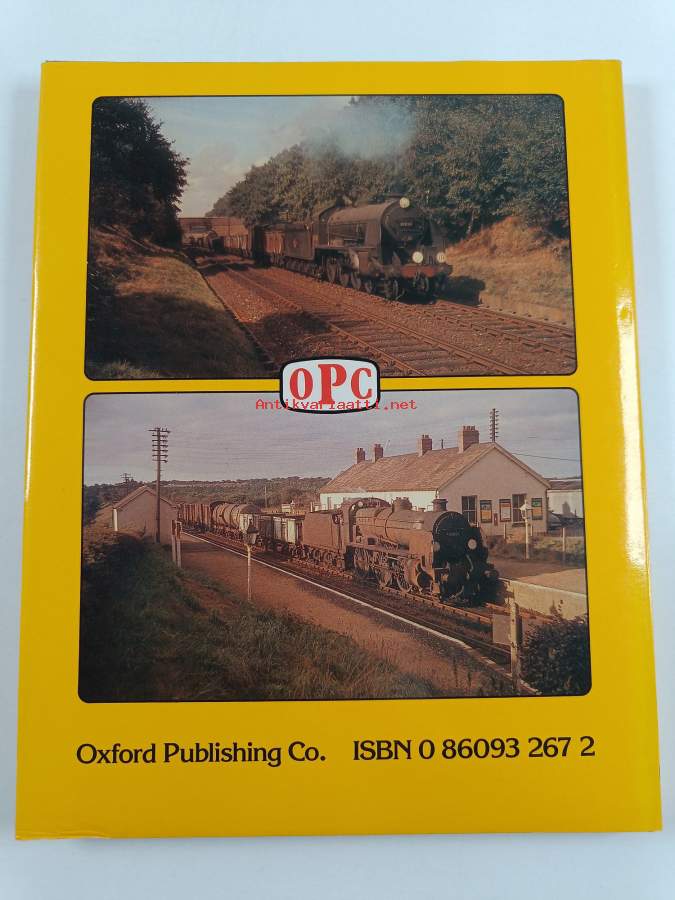 OPC
Antikvariaatti.net
Oxford Publishing Co. ISBN 0 86093 267 2